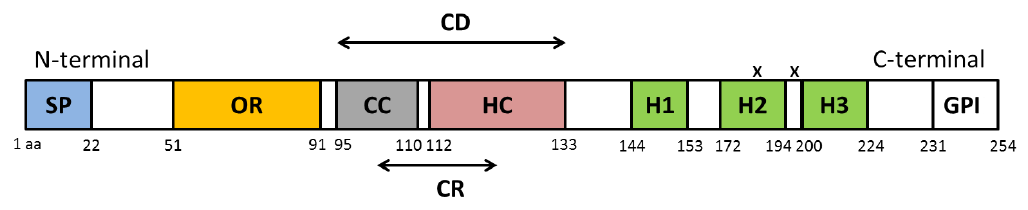 CD
N-terminal
C-terminal
x x
SP OR CC HC H1 H2 H3 GPI
1 aa 22 51 91 95 110 112 133 144 153 172 194 200 224 231 254
CR